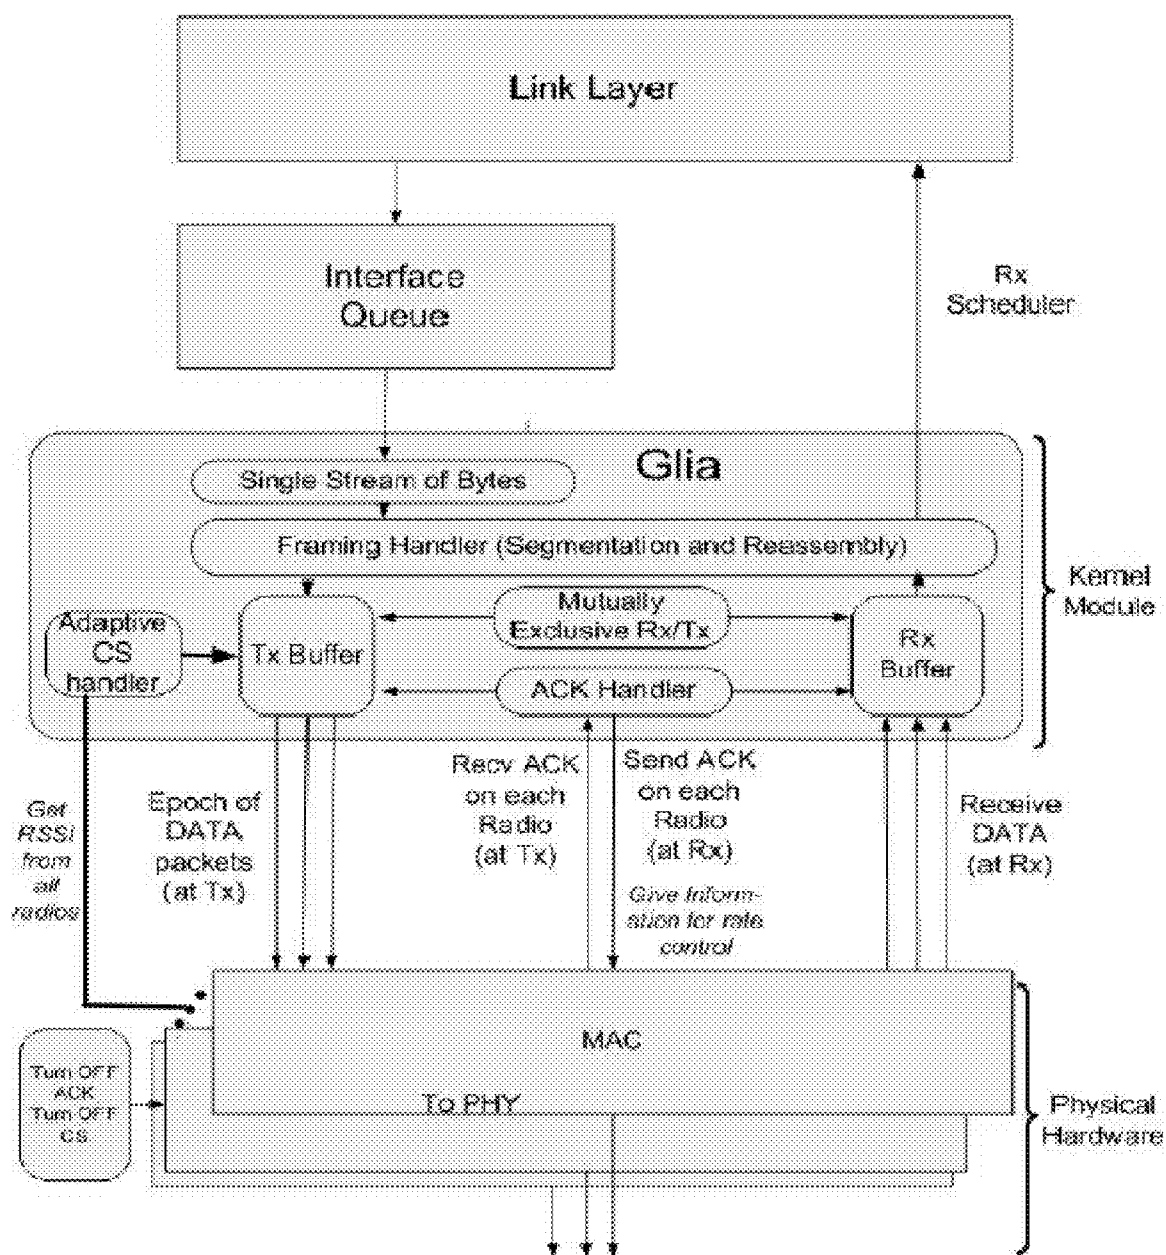 Link Layer
Interface
Queue
Rx
Scheduler
Glia
Single Stream of Bytes
Framing Handler (Segmentation and Reassembly)
Kernel
Module
Adaptive
CS
handler
Tx Buffer
Mutually
Exclusive Rx/Tx
ACK Handler
Rx
Buffer
Get
RSSI
from
all
radios
Epoch of
DATA
packets
(at Tx)
Recv ACK
on each
Radio
(at Tx)
Send ACK
on each
Radio
(at Rx)
Give Inform-
ation for rate
control
Receive
DATA
(at Rx)
MAC
To PHY
Turn OFF
ACK
Turn OFF
CS
Physical
Hardware